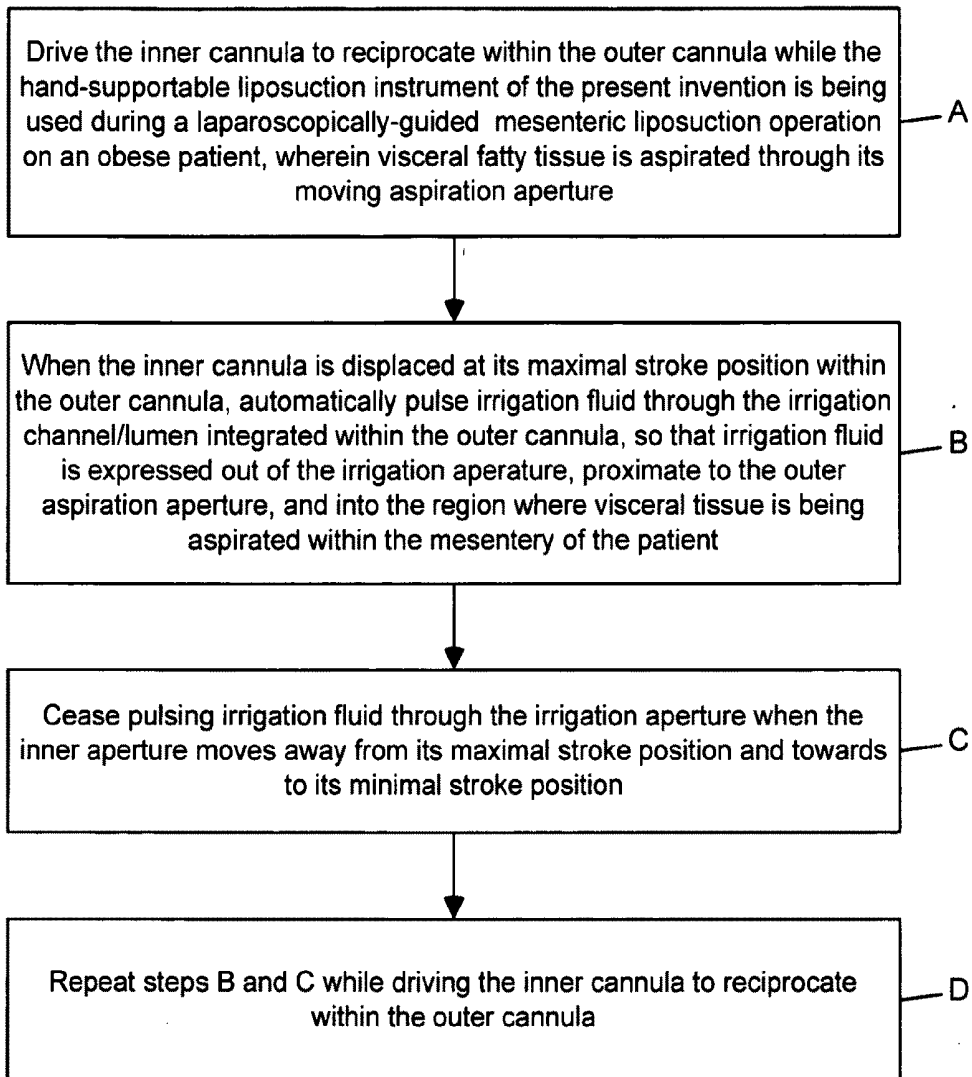 Drive the inner cannula to reciprocate within the outer cannula while the
hand-supportable liposuction instrument of the present invention is being
used during a laparoscopically-guided mesenteric liposuction operation
on an obese patient, wherein visceral fatty tissue is aspirated through its
moving aspiration aperture
A
When the inner cannula is displaced at its maximal stroke position within
the outer cannula, automatically pulse irrigation fluid through the irrigation
channel/lumen integrated within the outer cannula, so that irrigation fluid
is expressed out of the irrigation aperature, proximate to the outer
aspiration aperture, and into the region where visceral tissue is being
aspirated within the mesentery of the patient
B
Cease pulsing irrigation fluid through the irrigation aperture when the
inner aperture moves away from its maximal stroke position and towards
to its minimal stroke position
C
Repeat steps B and C while driving the inner cannula to reciprocate
within the outer cannula
D